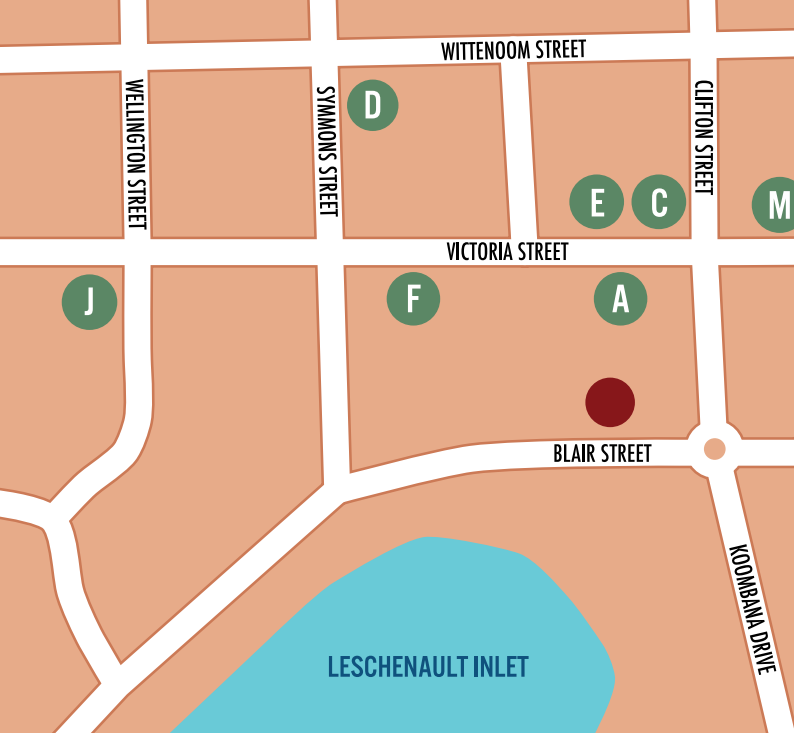 WITTENOOM STREET
WELLINGTON STREET
SYMMONS STREET
D
CLIFTON STREET
E
C
M
VICTORIA STREET
J
F
A
BLAIR STREET
KOOMBANA DRIVE
LESCHENAULT INLET